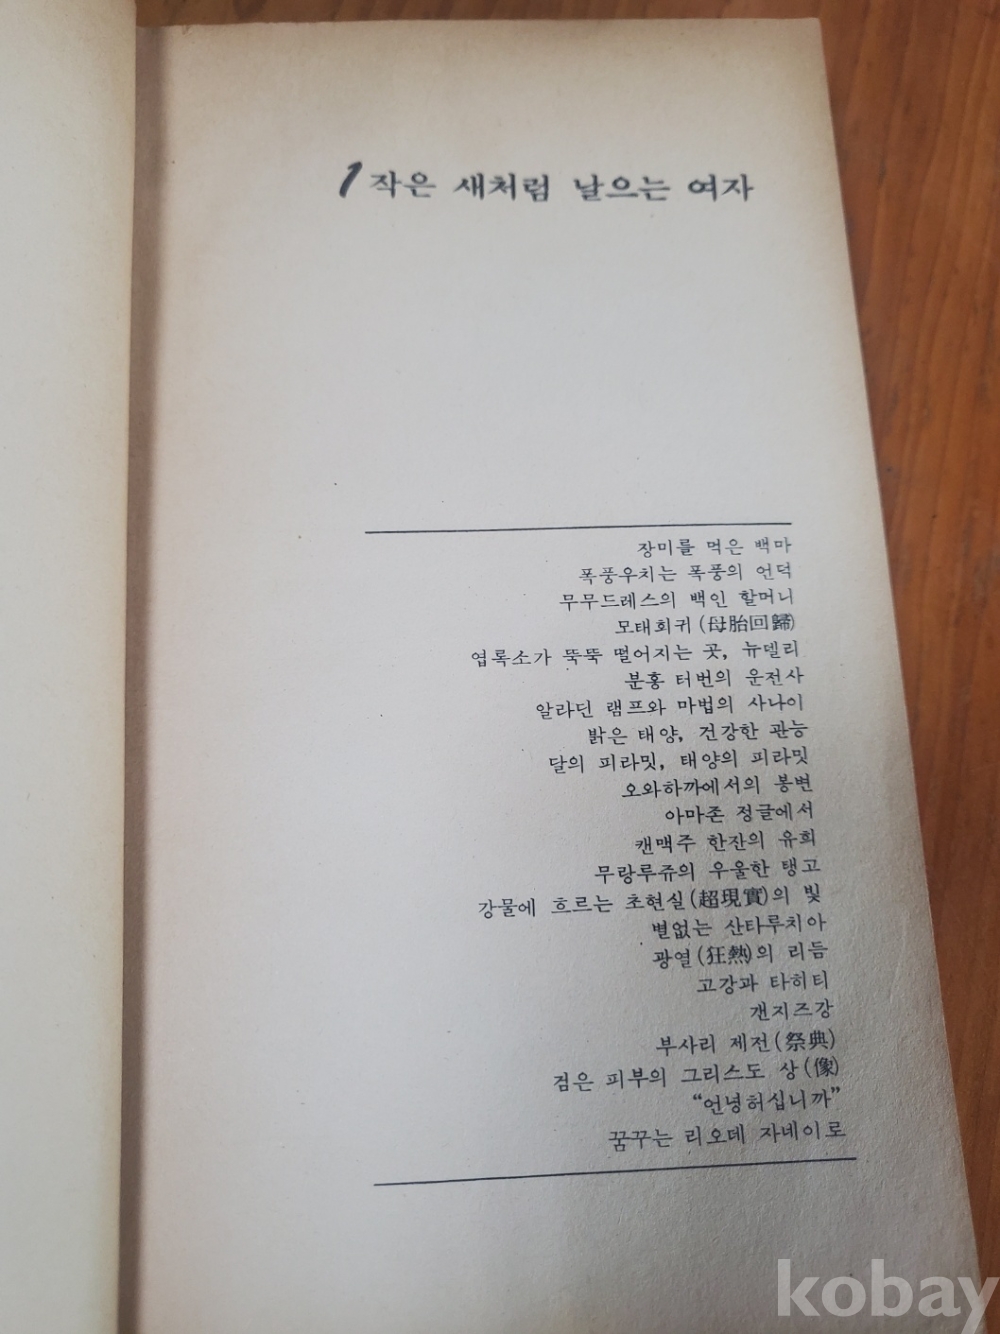 1 작은 새처럼 날으는 여자
장미를 먹은 백마
폭풍우치는 폭풍의 언덕
무무드레스의 백인 할머니
모태회귀(母胎回歸)
엽록소가 뚝뚝 떨어지는 곳, 뉴델리
분홍 터번의 운전사
알라딘 램프와 마법의 사나이
밝은 태양, 건강한 관능
달의 피라밋, 태양의 피라밋
오와하까에서의 봉변
아마존 정글에서
캔맥주 한잔의 유희
무랑루쥬의 우울한 탱고
강물에 흐르는 초현실(超現實)의 빛
별없는 산타루치아
광열(狂熱)의 리듬
고갱과 타히티
갠지즈강
부사리 제전(祭典)
검은 피부의 그리스도 상(像)
“언녕허십니까”
꿈꾸는 리오데 자네이로
kobay